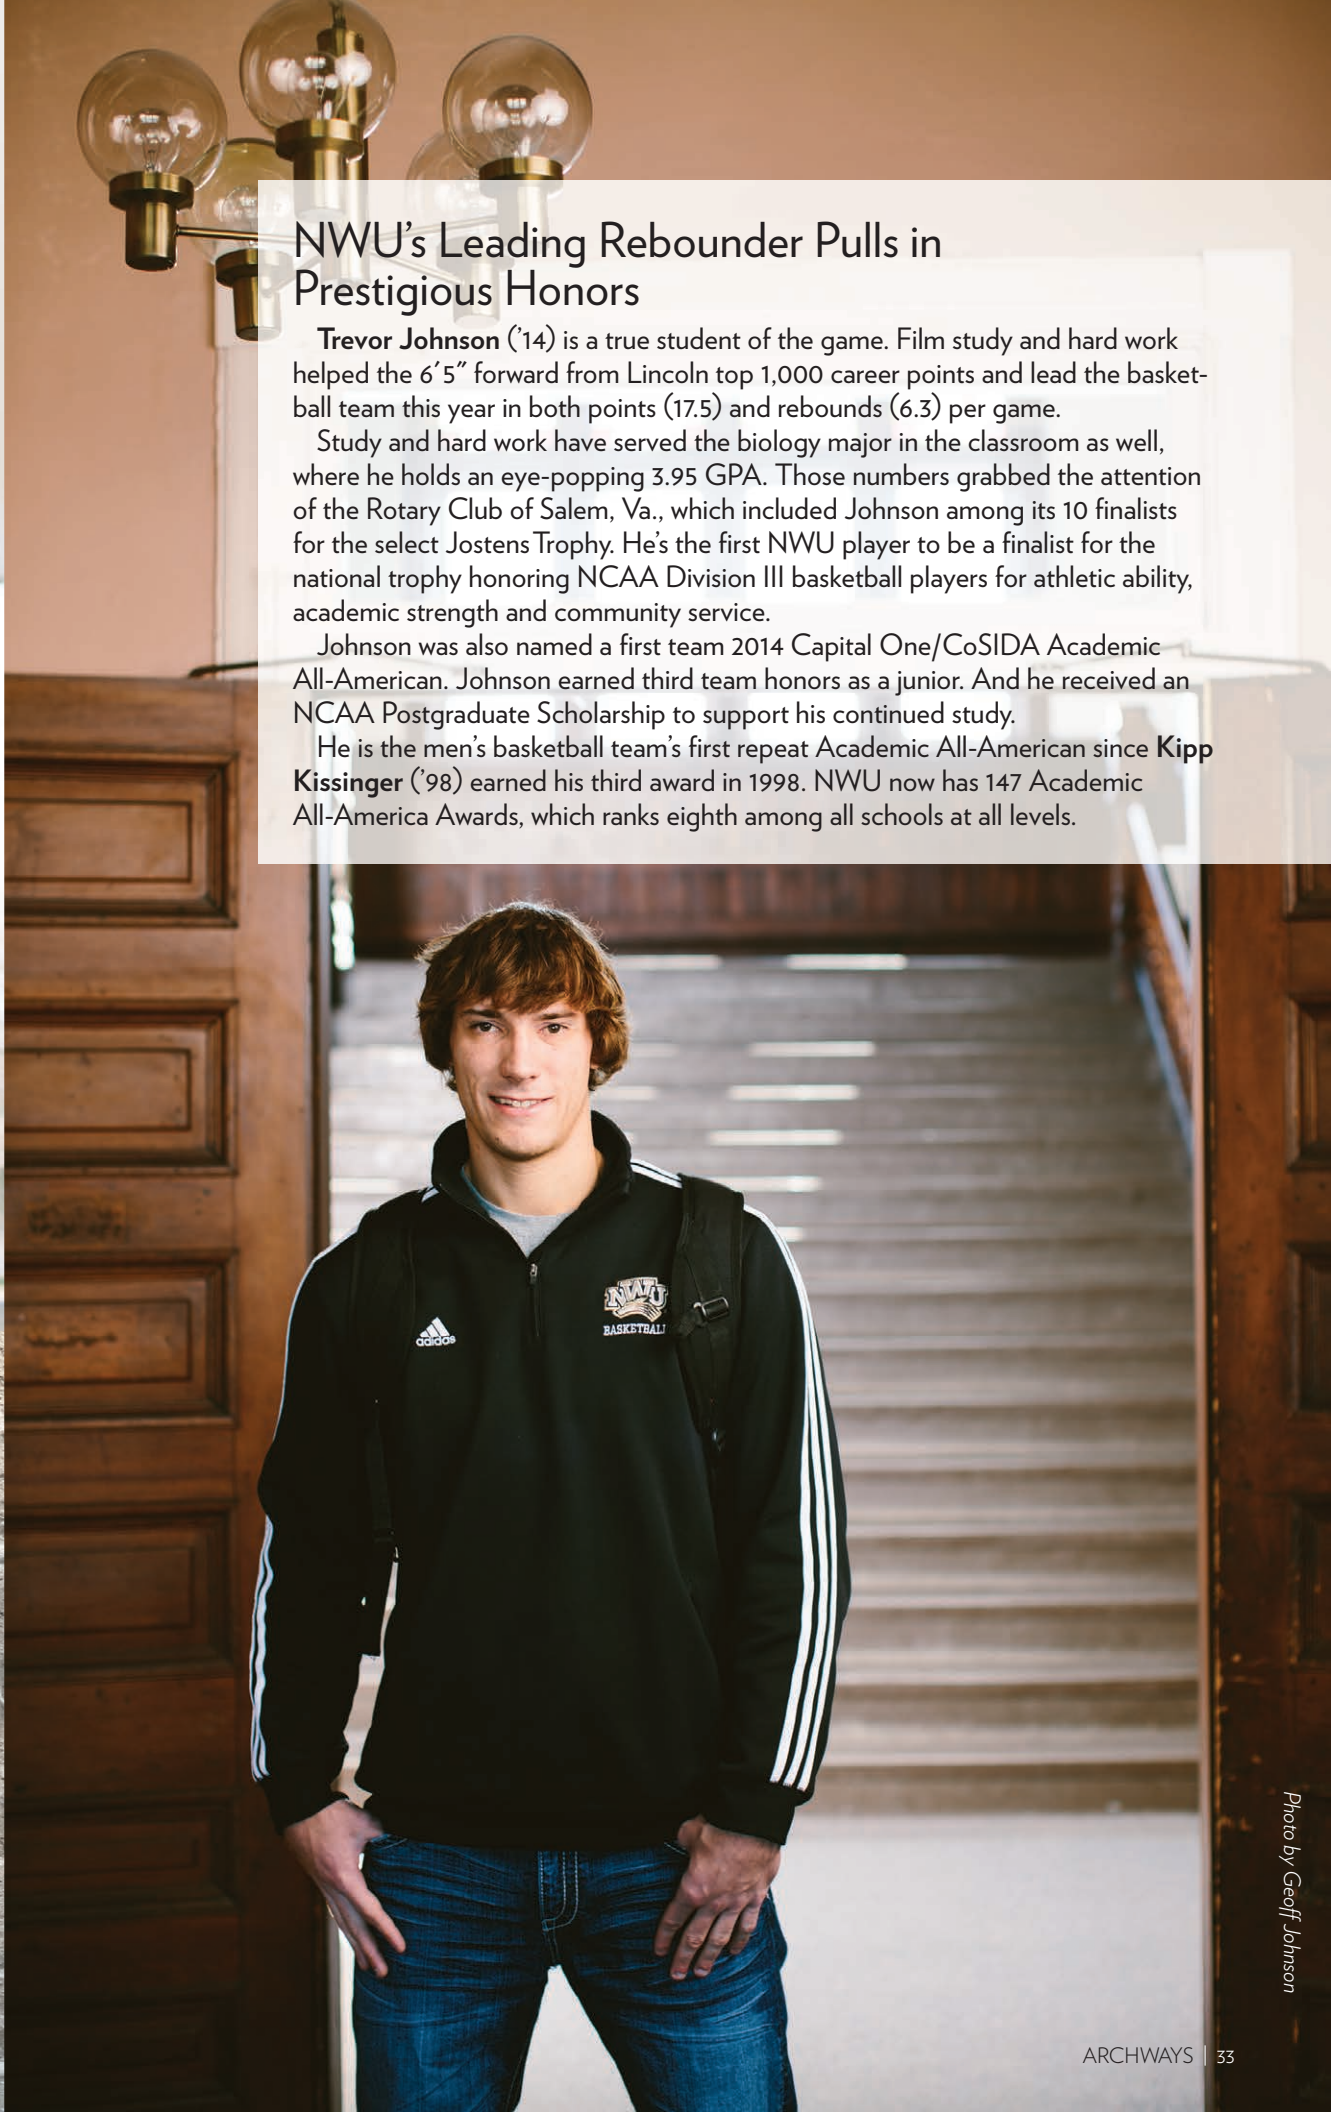 NWU's Leading Rebounder Pulls in
Prestigious Honors
Trevor Johnson ('14) is a true student of the game. Film study and hard work
helped the 6′5″ forward from Lincoln top 1,000 career points and lead the basket-
ball team this year in both points (17.5) and rebounds (6.3) per game.
Study and hard work have served the biology major in the classroom as well,
where he holds an eye-popping 3.95 GPA. Those numbers grabbed the attention
of the Rotary Club of Salem, Va., which included Johnson among its 10 finalists
for the select Jostens Trophy. He's the first NWU player to be a finalist for the
national trophy honoring NCAA Division III basketball players for athletic ability,
academic strength and community service.
Johnson was also named a first team 2014 Capital One/CoSIDA Academic
All-American. Johnson earned third team honors as a junior. And he received an
NCAA Postgraduate Scholarship to support his continued study.
He is the men's basketball team's first repeat Academic All-American since Kipp
Kissinger ('98) earned his third award in 1998. NWU now has 147 Academic
All-America Awards, which ranks eighth among all schools at all levels.
NWU
BASKETBALL
adidas
Photo by Geoff Johnson
ARCHWAYS | 33